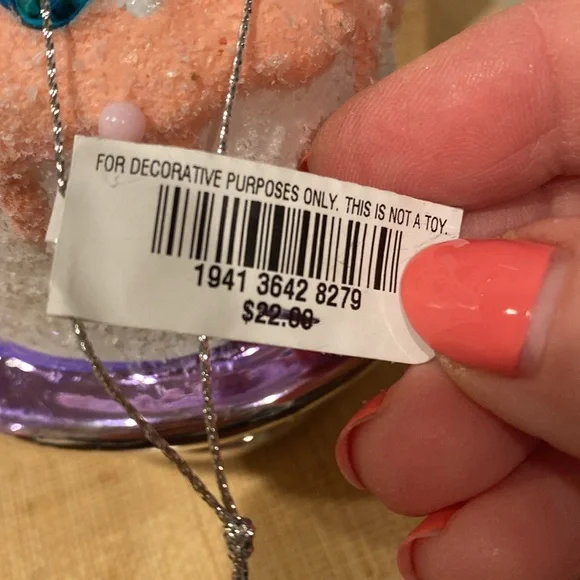 FOR DECORATIVE PURPOSES ONLY. THIS IS NOT A TOY.
1941 3642 8279
$22.00